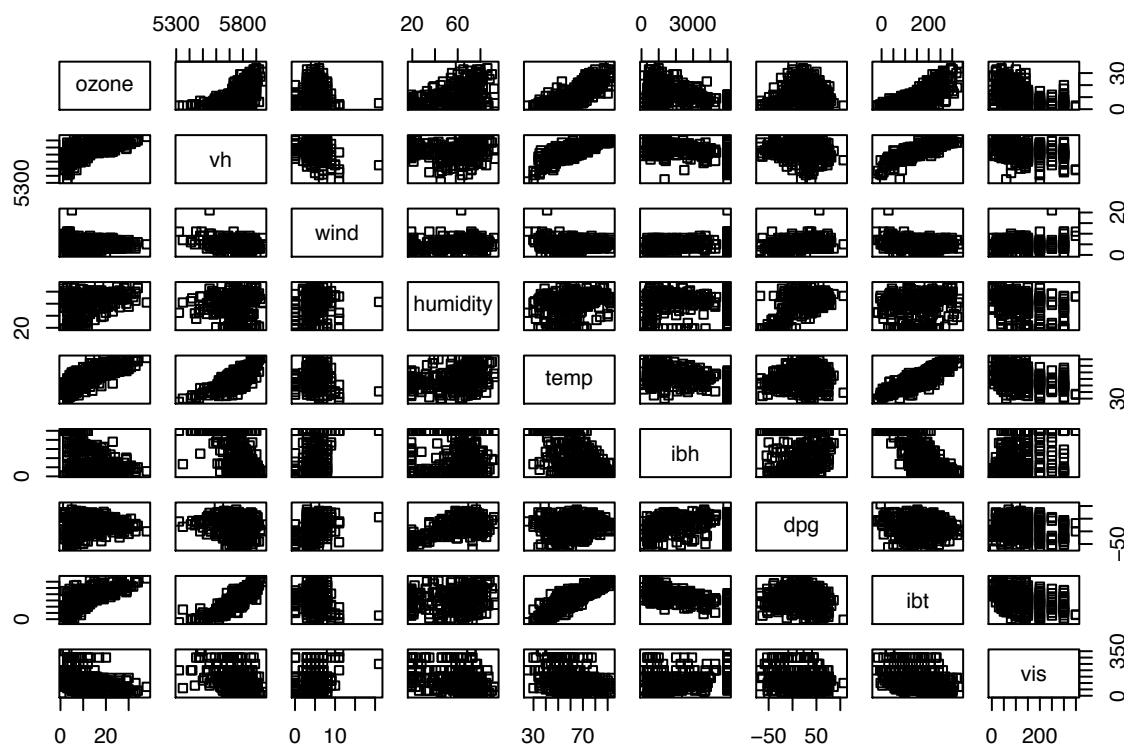 5300 5800 20 60 0 3000 0 200
ozone 0 30
5300 vh
wind 0 20
20 humidity
temp 30
0 ibh
dpg −50
0 ibt
vis 0 350
0 20 0 10 30 70 −50 50 0 200